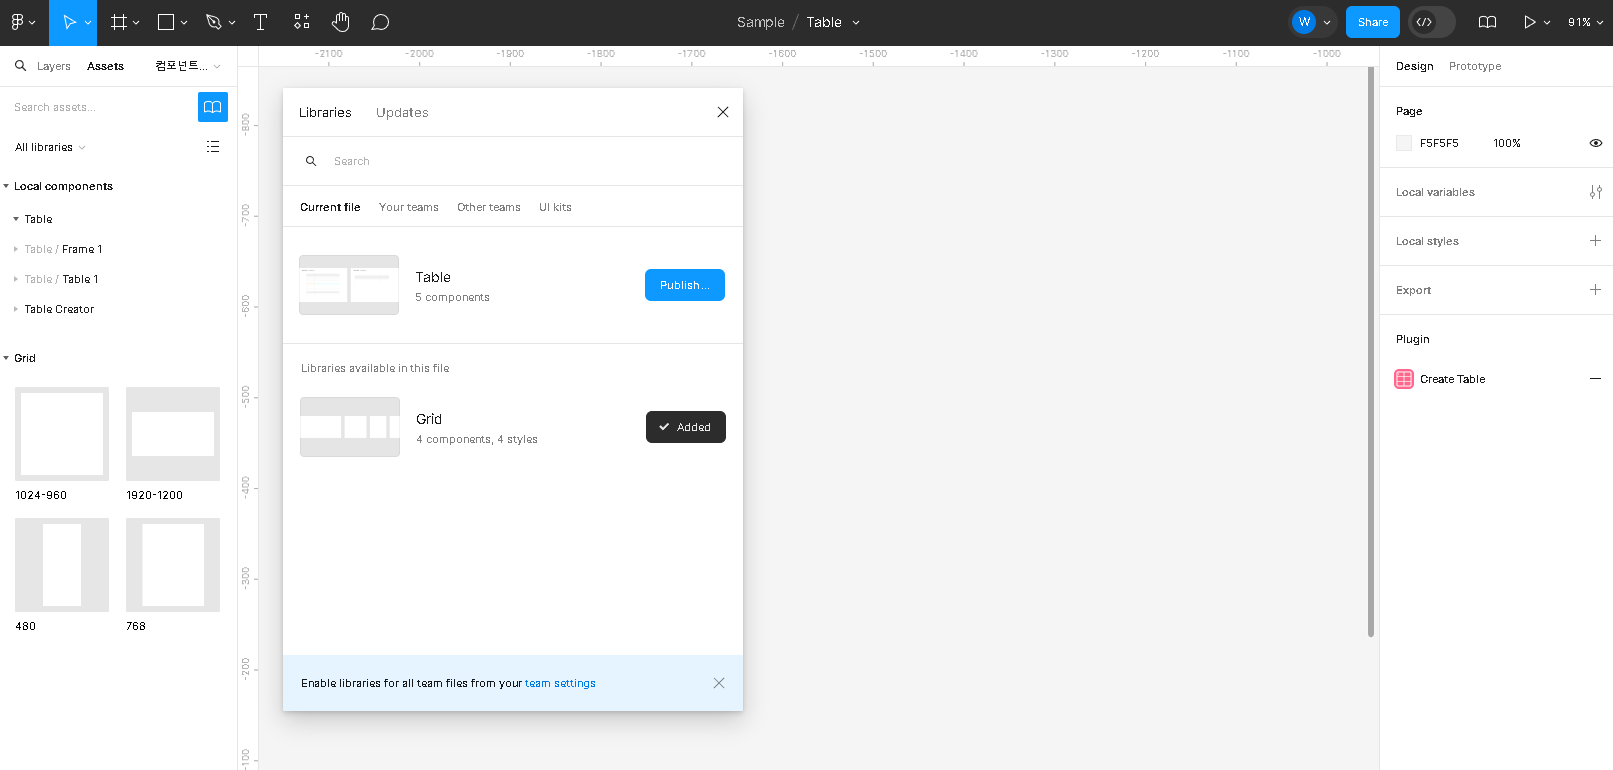 Sample / Table
W
Share
91%
Layers
Assets
컴포넌트...
Search assets...
All libraries
Local components
Table
Table / Frame 1
Table / Table 1
Table Creator
Grid
1024-960
1920-1200
480
768
-2100
-2000
-1900
-1800
-1700
-1600
-1500
-1400
-1300
-1200
-1100
-1000
-800
-700
-600
-500
-400
-300
-200
-100
Libraries
Updates
Search
Current file
Your teams
Other teams
UI kits
Table
5 components
Publish...
Libraries available in this file
Grid
4 components, 4 styles
Added
Enable libraries for all team files from your team settings
Design
Prototype
Page
F5F5F5
100%
Local variables
Local styles
Export
Plugin
Create Table